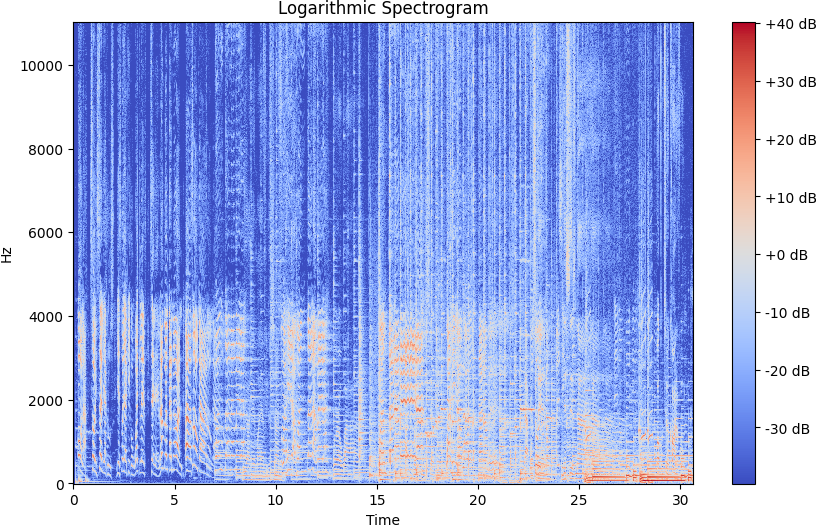 Logarithmic Spectrogram
Hz
10000
8000
6000
4000
2000
0
0 5 10 15 20 25 30
Time
+40 dB
+30 dB
+20 dB
+10 dB
+0 dB
-10 dB
-20 dB
-30 dB